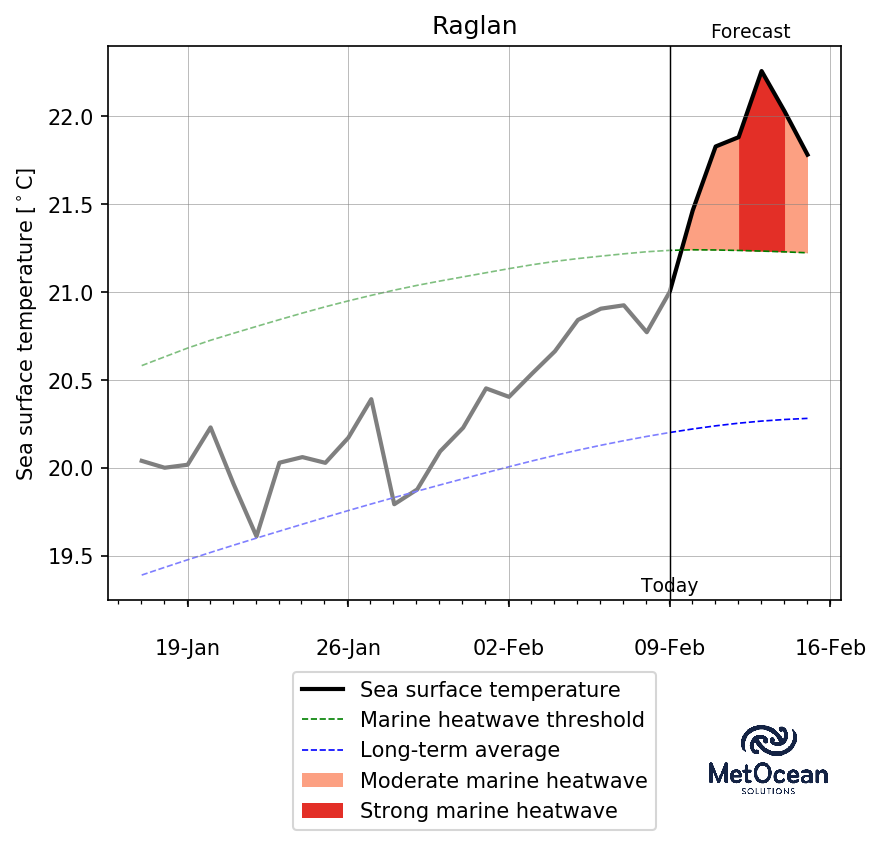 Raglan
Forecast
Sea surface temperature [°C]
22.0
21.5
21.0
20.5
20.0
19.5
Today
19-Jan 26-Jan 02-Feb 09-Feb 16-Feb
Sea surface temperature
Marine heatwave threshold
Long-term average
Moderate marine heatwave
Strong marine heatwave
MetOcean
SOLUTIONS